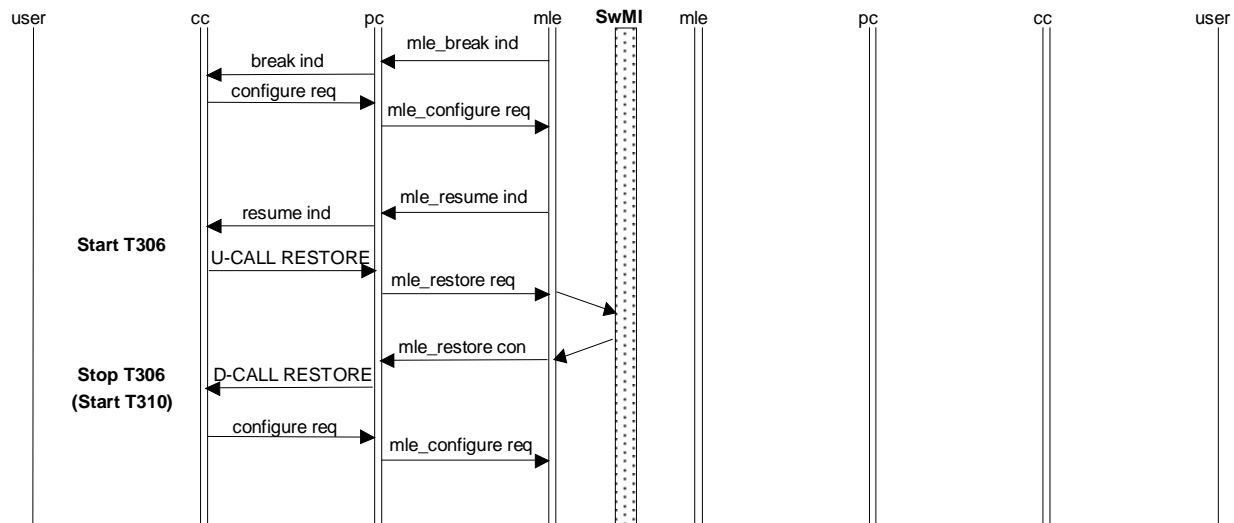 user cc pc mle SwMI mle pc cc user
mle_break ind
break ind
configure req
mle_configure req
mle_resume ind
resume ind
Start T306
U-CALL RESTORE
mle_restore req
mle_restore con
Stop T306 D-CALL RESTORE
(Start T310)
configure req
mle_configure req